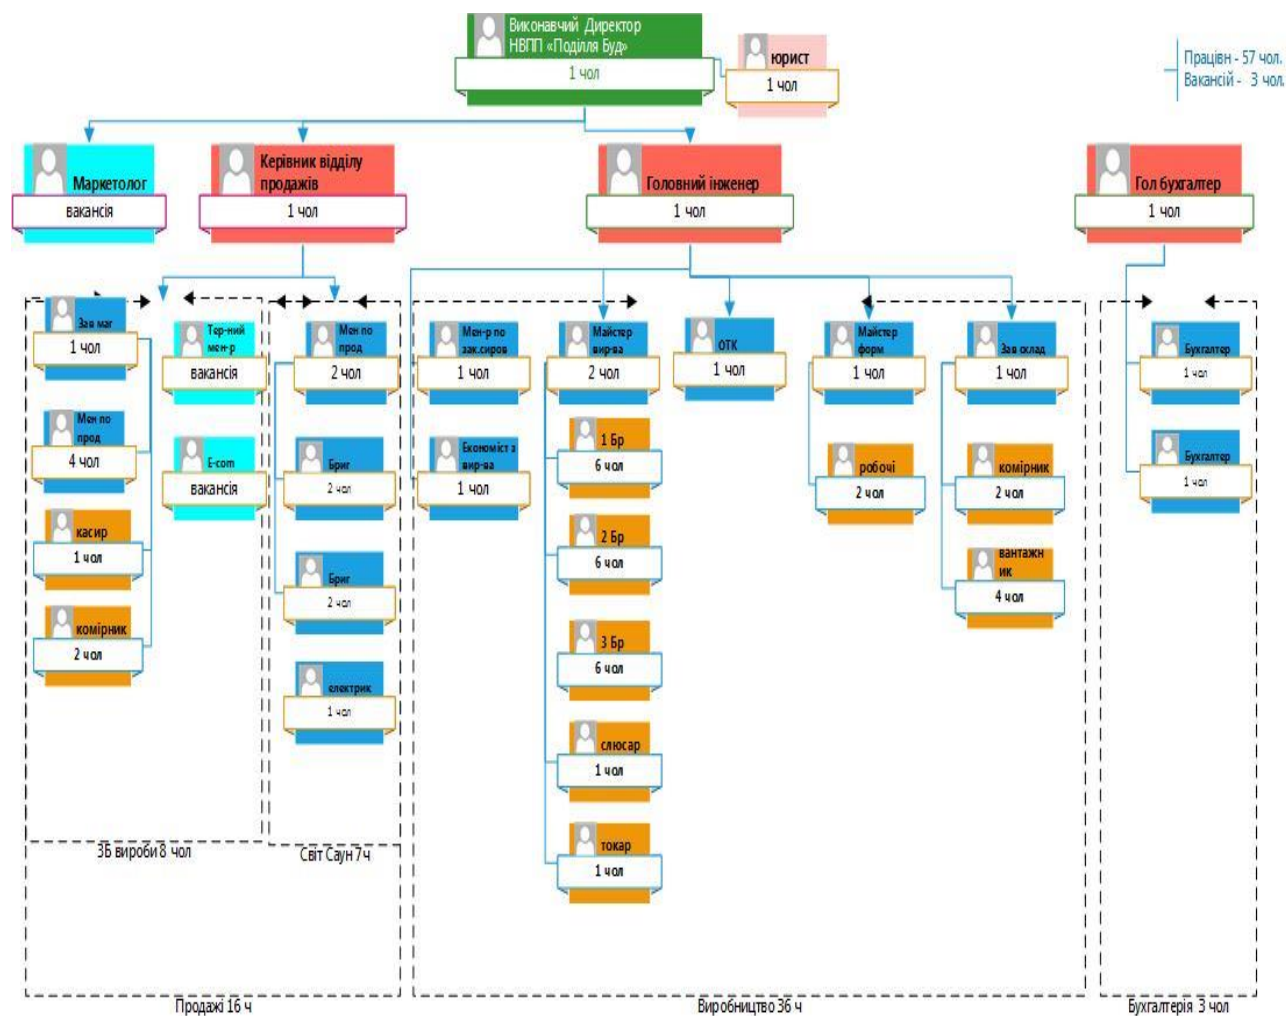 Виконавчий Директор
НВПП «Поділля Буд»
1 чол
юрист
1 чол
Працівн - 57 чол.
Вакансій - 3 чол.
Маркетолог
вакансія
Керівник відділу
продажів
1 чол
Головний інженер
1 чол
Гол бухгалтер
1 чол
Зав маг
1 чол
Мен по
прод
4 чол
касир
1 чол
комірник
2 чол
Тер-ний
мен-р
вакансія
E-com
вакансія
Мен по
прод
2 чол
Бриг
2 чол
Бриг
2 чол
електрик
1 чол
Мен-р по
зак.сиров
1 чол
Економіст з
вир-ва
1 чол
Майстер
вир-ва
2 чол
1 Бр
6 чол
2 Бр
6 чол
3 Бр
6 чол
слюсар
1 чол
токар
1 чол
ОТК
1 чол
Майстер
форм
1 чол
робочі
2 чол
Зав склад
1 чол
комірник
2 чол
вантажн
ик
4 чол
Бухгалтер
1 чол
Бухгалтер
1 чол
ЗБ вироби 8 чол
Світ Саун 7ч
Продажі 16 ч
Виробництво 36 ч
Бухгалтерія 3 чол